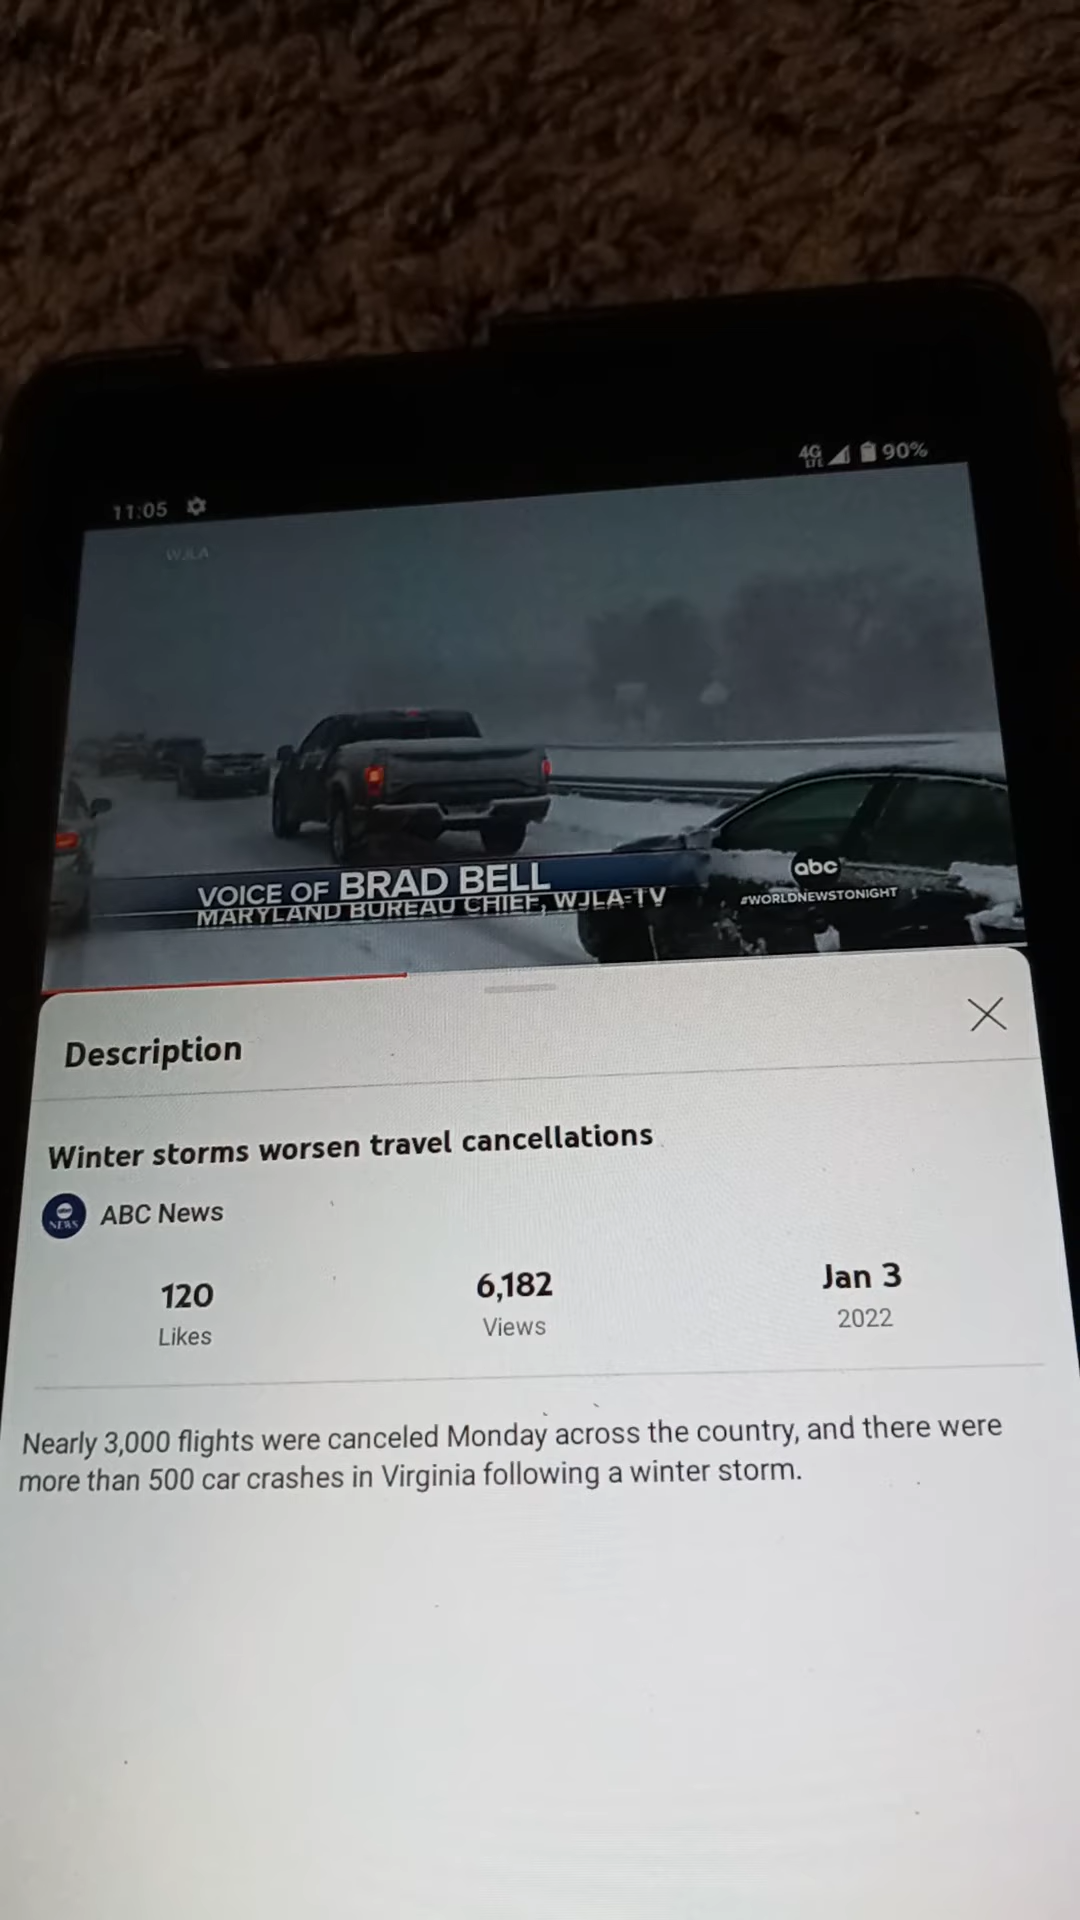 11:05
4G LTE 90%
WJLA
VOICE OF BRAD BELL
MARYLAND BUREAU CHIEF, WJLA-TV
abc
#WORLDNEWSTONIGHT
Description
Winter storms worsen travel cancellations
NEWS
ABC News
120
Likes
6,182
Views
Jan 3
2022
Nearly 3,000 flights were canceled Monday across the country, and there were
more than 500 car crashes in Virginia following a winter storm.